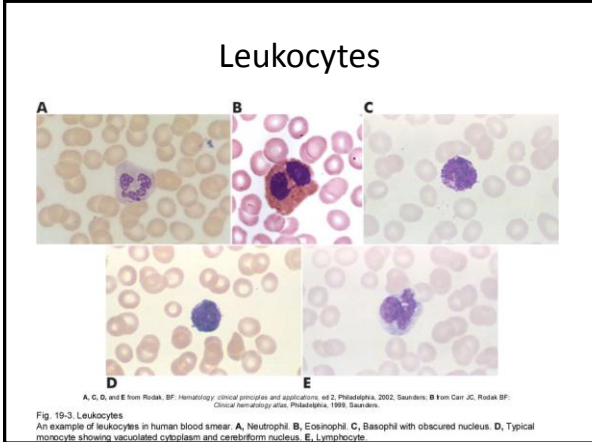 Leukocytes
A
B
C
D
E
A, C, D, and E from Rodak, BF: Hematology: clinical principles and applications, ed 2, Philadelphia, 2002, Saunders; B from Carr JC, Rodak BF:
Clinical hematology atlas, Philadelphia, 1999, Saunders.
Fig. 19-3. Leukocytes
An example of leukocytes in human blood smear. A, Neutrophil. B, Eosinophil. C, Basophil with obscured nucleus. D, Typical
monocyte showing vacuolated cytoplasm and cerebriform nucleus. E, Lymphocyte.